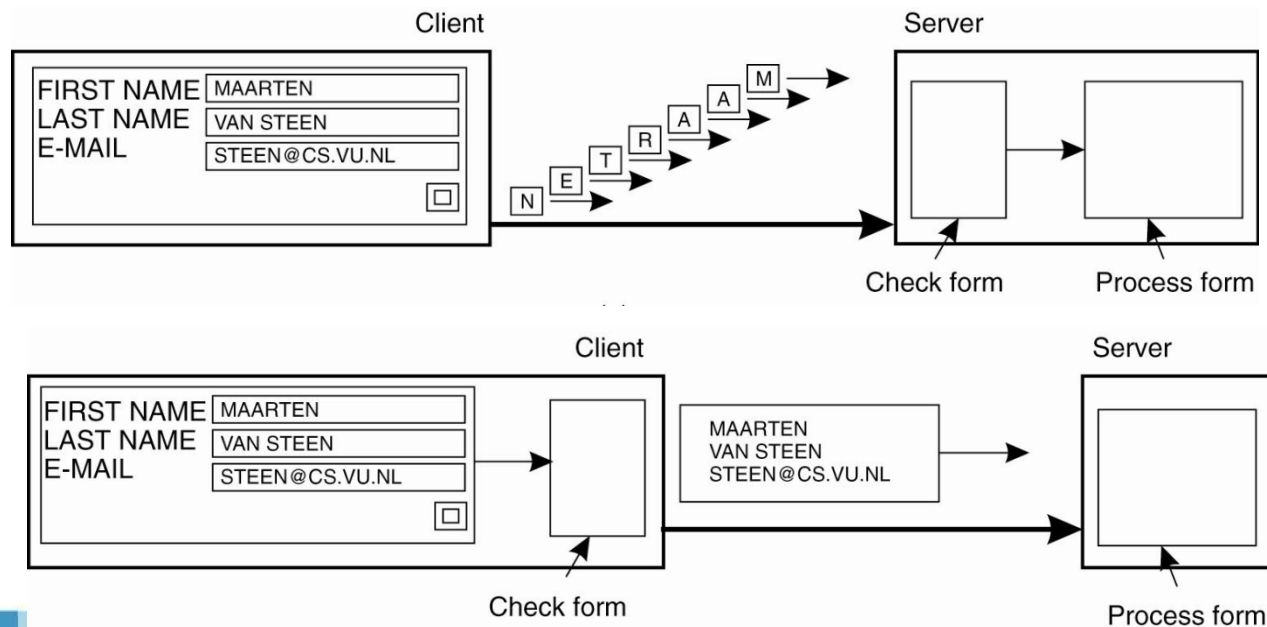 Client
Server
FIRST NAME MAARTEN
LAST NAME VAN STEEN
E-MAIL STEEN@CS.VU.NL
N E T R A A M
Check form
Process form
Client
Server
FIRST NAME MAARTEN
LAST NAME VAN STEEN
E-MAIL STEEN@CS.VU.NL
MAARTEN
VAN STEEN
STEEN@CS.VU.NL
Check form
Process form